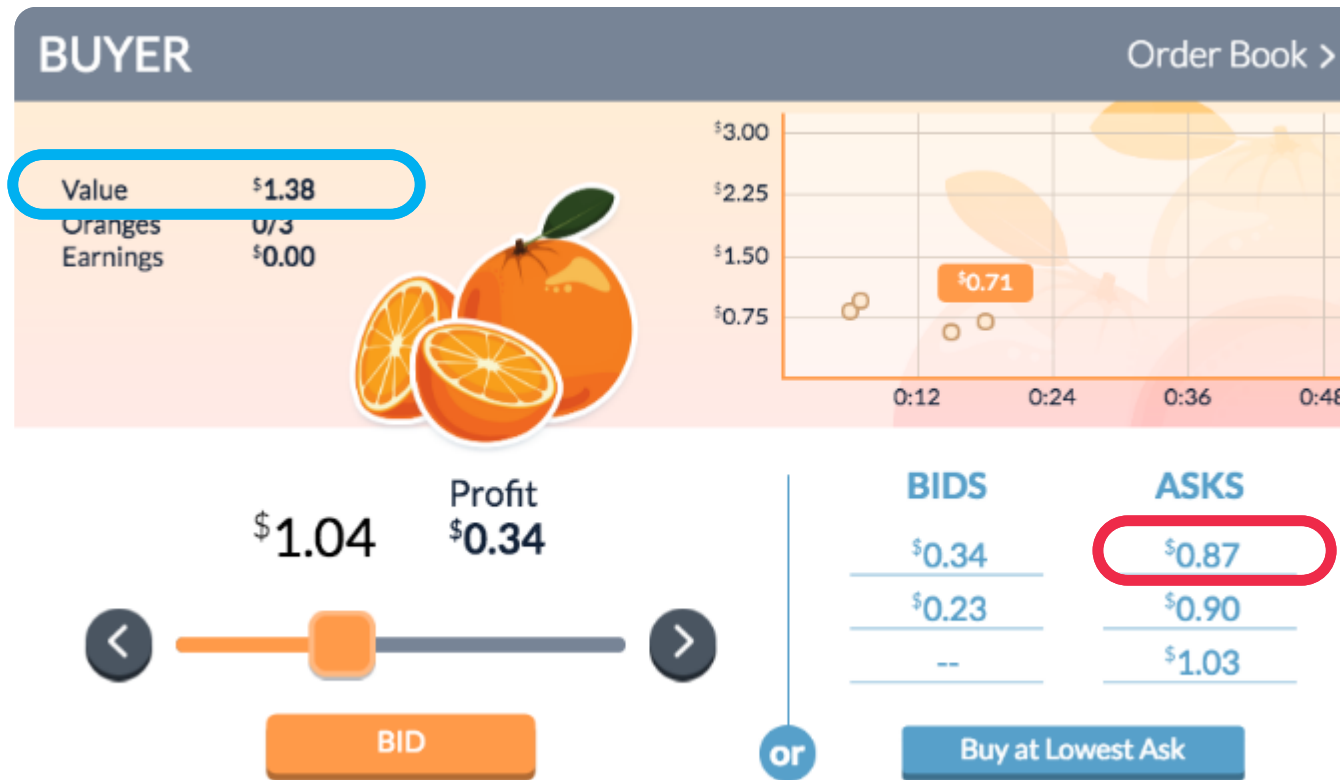 BUYER
Order Book >
Value $1.38
Oranges 0/3
Earnings $0.00
$3.00
$2.25
$1.50
$0.75
$0.71
0:12 0:24 0:36 0:48
$1.04
Profit
$0.34
BID
BIDS ASKS
$0.34 $0.87
$0.23 $0.90
-- $1.03
or
Buy at Lowest Ask